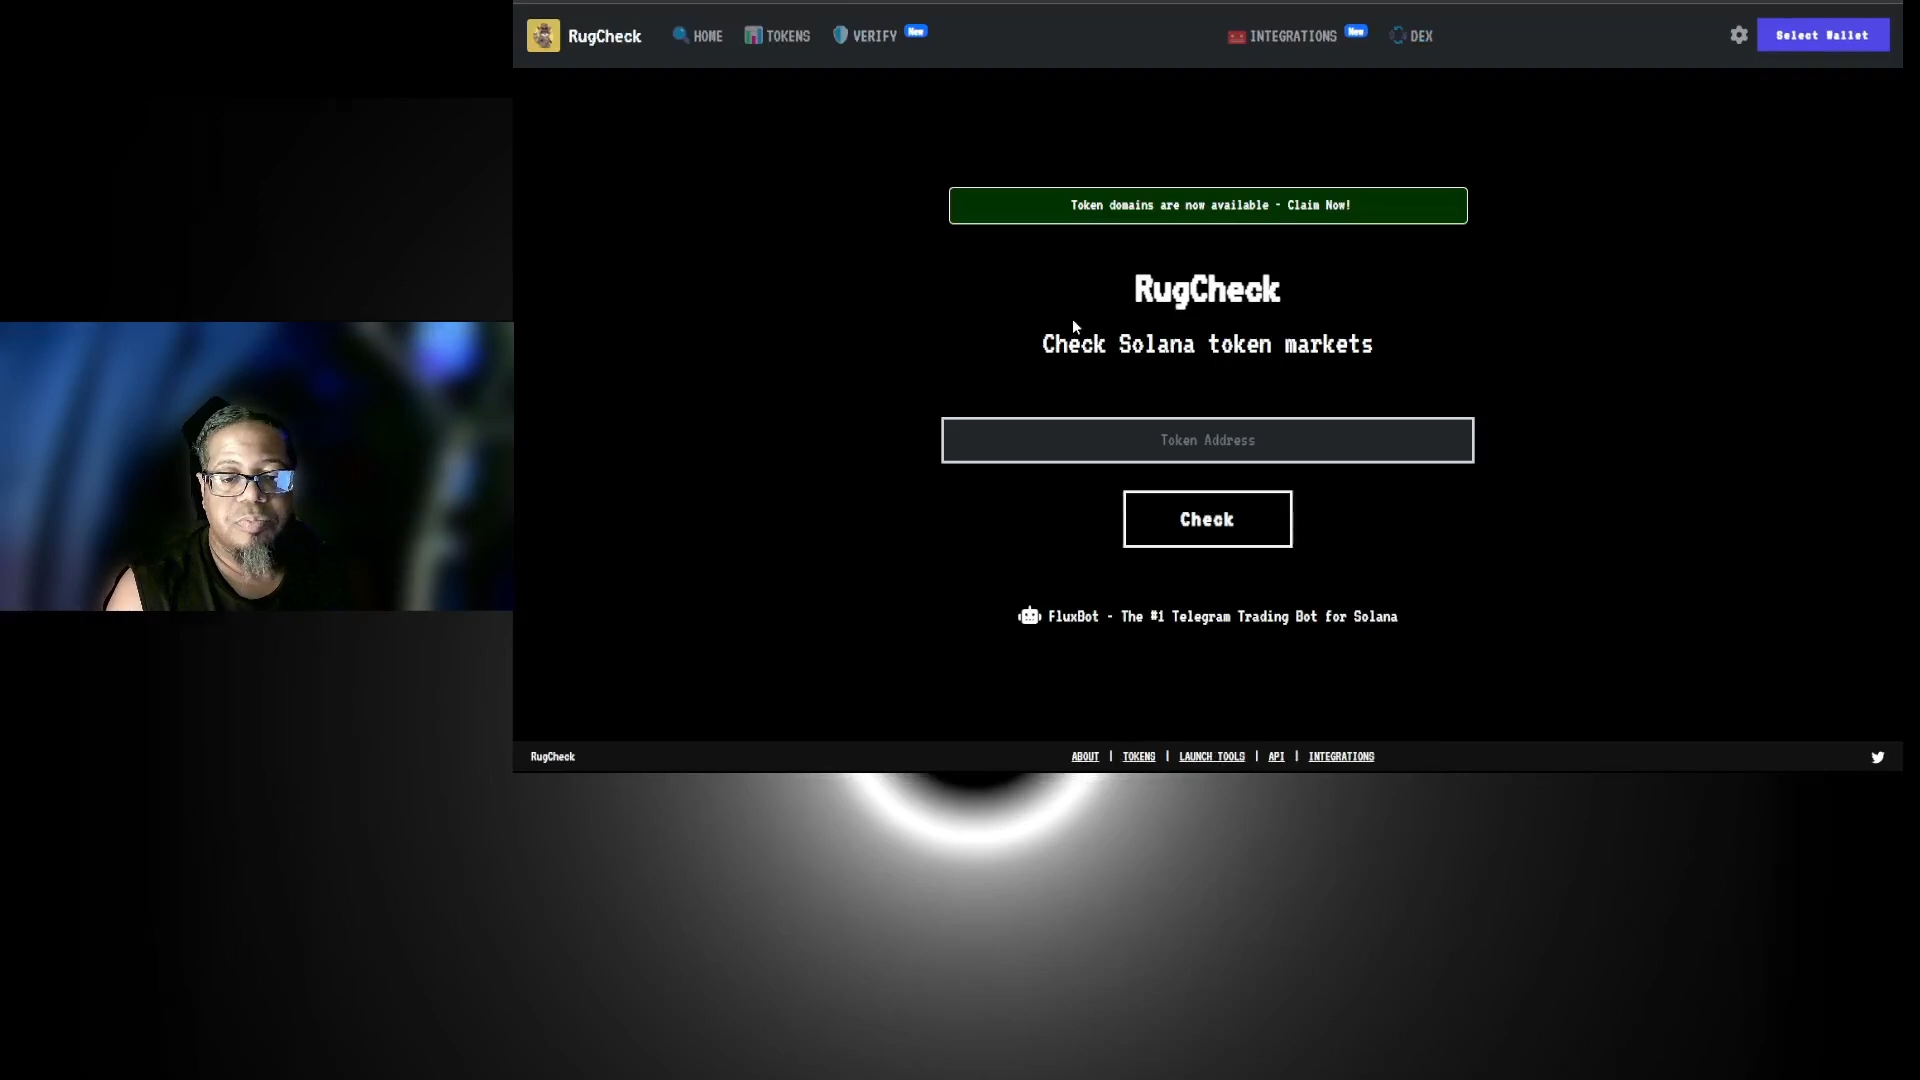 RugCheck
HOME
TOKENS
VERIFY New
INTEGRATIONS New
DEX
Select Wallet
Token domains are now available - Claim Now!
RugCheck
Check Solana token markets
Token Address
Check
FluxBot - The #1 Telegram Trading Bot for Solana
RugCheck
ABOUT | TOKENS | LAUNCH TOOLS | API | INTEGRATIONS